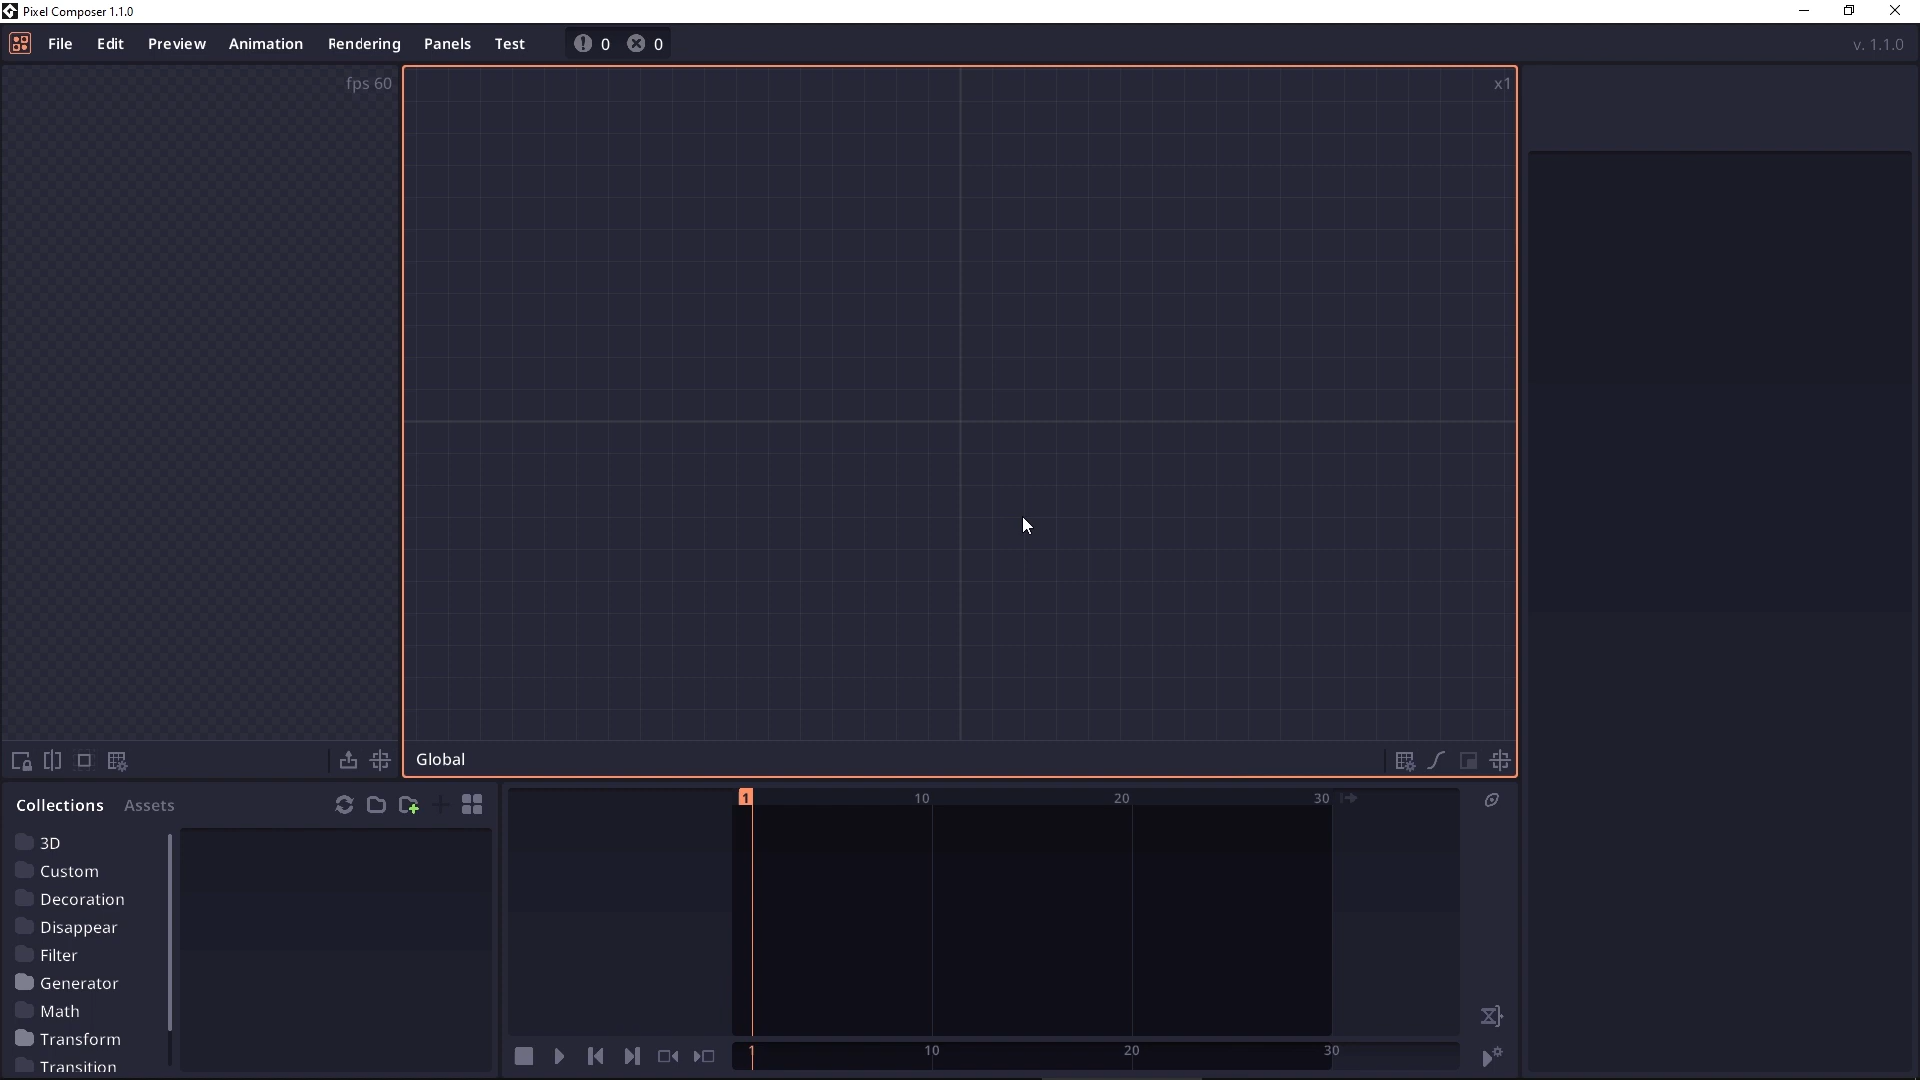 Pixel Composer 1.1.0
File Edit Preview Animation Rendering Panels Test 0 0 v. 1.1.0
fps 60
x1
Global
Collections Assets
3D
Custom
Decoration
Disappear
Filter
Generator
Math
Transform
Transition
1 10 20 30
1 10 20 30